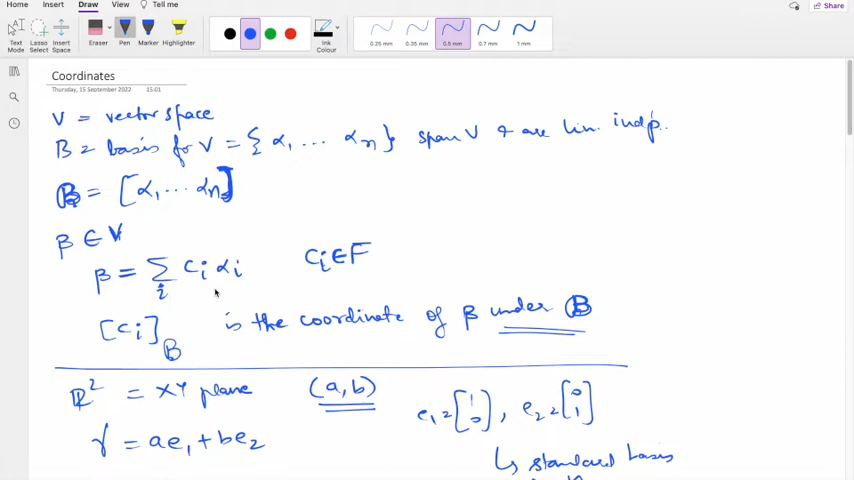 Home Insert Draw View Tell me
Share
Text Mode Lasso Select Insert Space Eraser Pen Marker Highlighter Ink Colour 0.25 mm 0.35 mm 0.5 mm 0.7 mm 1 mm
Coordinates
Thursday, 15 September 2022 15:01
V = vector space
B = basis for V = { α₁ ... αₙ } span V & are lin. indp.
B = [α₁ ... αₙ]
β ∈ V
β = Σᵢ cᵢ αᵢ cᵢ ∈ F
[cᵢ]_B is the coordinate of β under B
ℝ² = XY plane (a,b) e₁ = [1 0], e₂ = [0 1]
γ = ae₁ + be₂
↳ standard basis